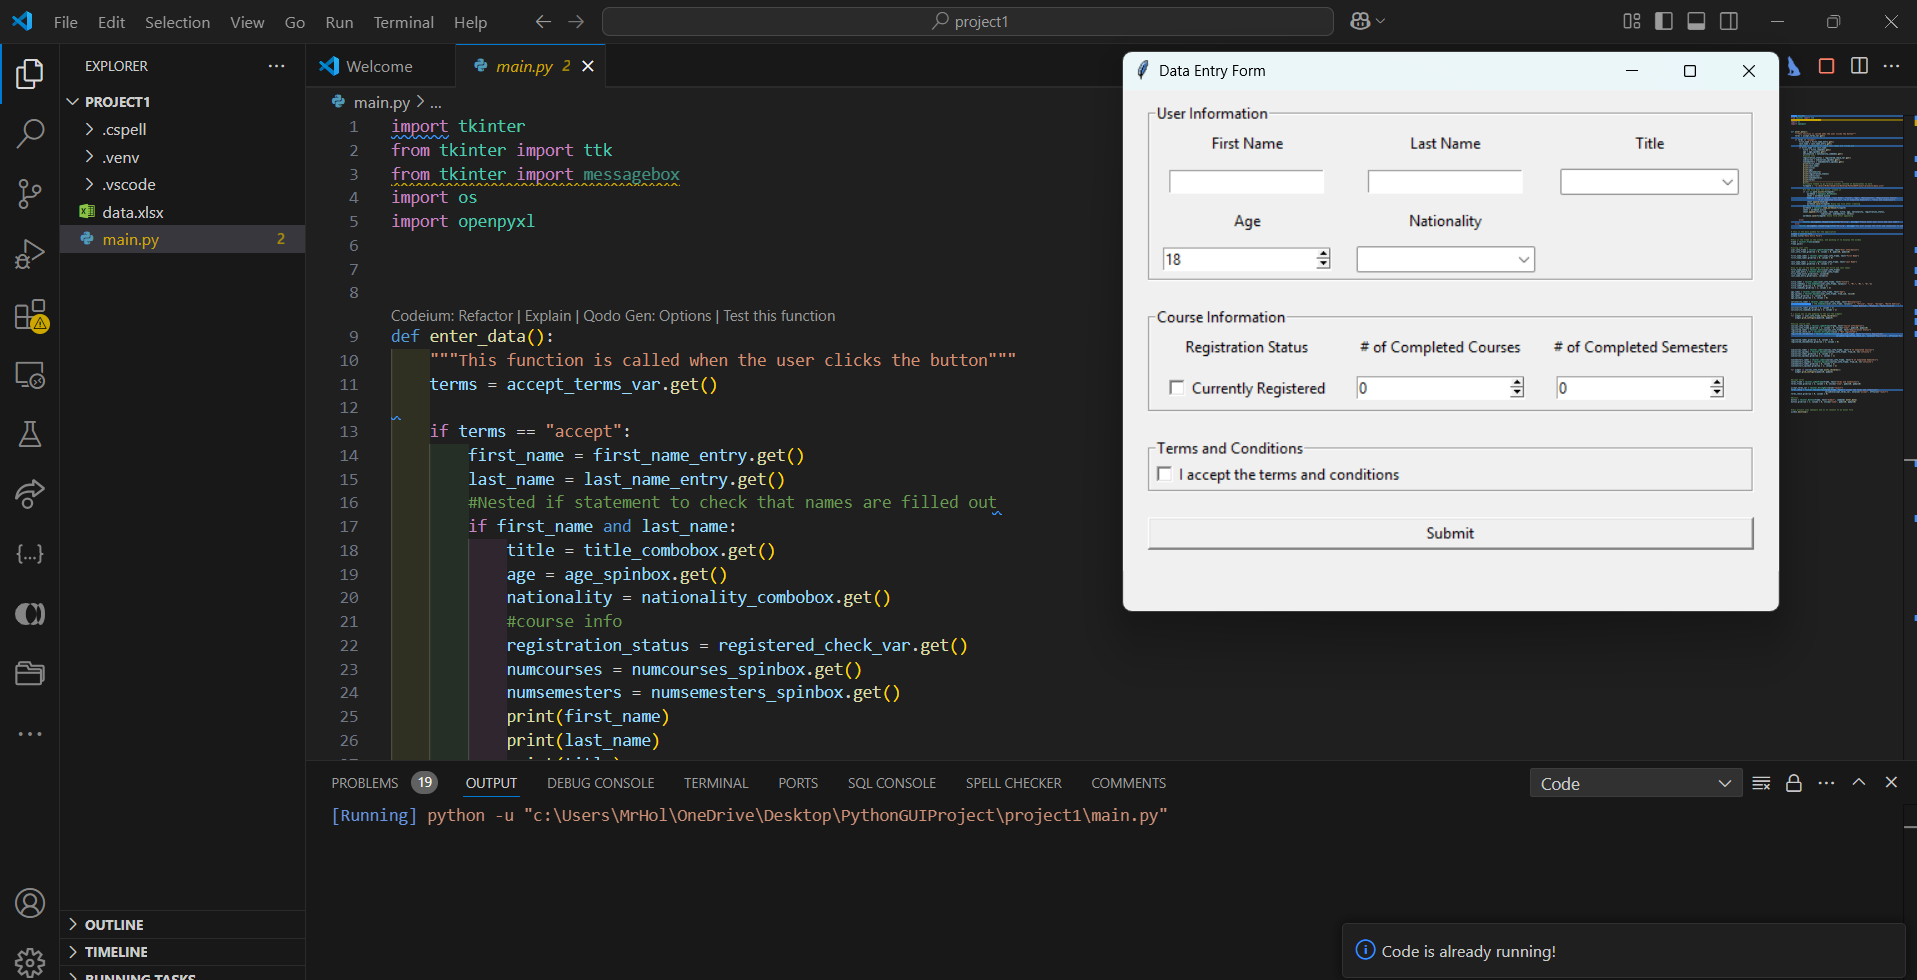 File Edit Selection View Go Run Terminal Help
project1
EXPLORER
PROJECT1
.cspell
.venv
.vscode
data.xlsx
main.py 2
OUTLINE
TIMELINE
RUNNING TASKS
Welcome
main.py 2
main.py > ...
1 import tkinter
2 from tkinter import ttk
3 from tkinter import messagebox
4 import os
5 import openpyxl
6
7
8
Codeium: Refactor | Explain | Qodo Gen: Options | Test this function
9 def enter_data():
10 """This function is called when the user clicks the button"""
11 terms = accept_terms_var.get()
12
13 if terms == "accept":
14 first_name = first_name_entry.get()
15 last_name = last_name_entry.get()
16 #Nested if statement to check that names are filled out
17 if first_name and last_name:
18 title = title_combobox.get()
19 age = age_spinbox.get()
20 nationality = nationality_combobox.get()
21 #course info
22 registration_status = registered_check_var.get()
23 numcourses = numcourses_spinbox.get()
24 numsemesters = numsemesters_spinbox.get()
25 print(first_name)
26 print(last_name)
Data Entry Form
User Information
First Name Last Name Title
Age Nationality
18
Course Information
Registration Status # of Completed Courses # of Completed Semesters
Currently Registered 0 0
Terms and Conditions
I accept the terms and conditions
Submit
PROBLEMS 19 OUTPUT DEBUG CONSOLE TERMINAL PORTS SQL CONSOLE SPELL CHECKER COMMENTS
Code
[Running] python -u "c:\Users\MrHol\OneDrive\Desktop\PythonGUIProject\project1\main.py"
Code is already running!